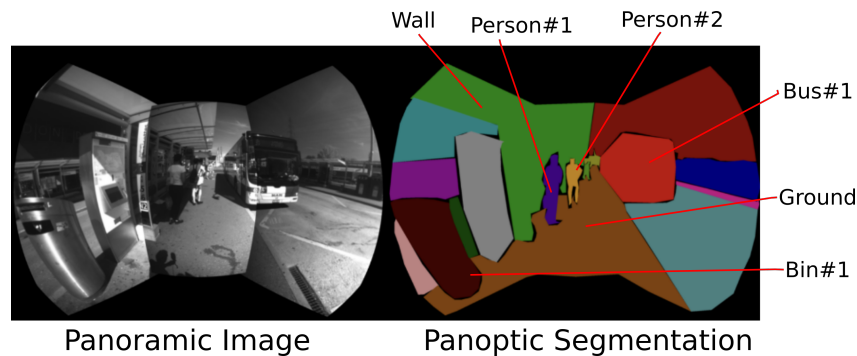 Wall
Person#1
Person#2
Bus#1
Ground
Bin#1
Panoramic Image
Panoptic Segmentation